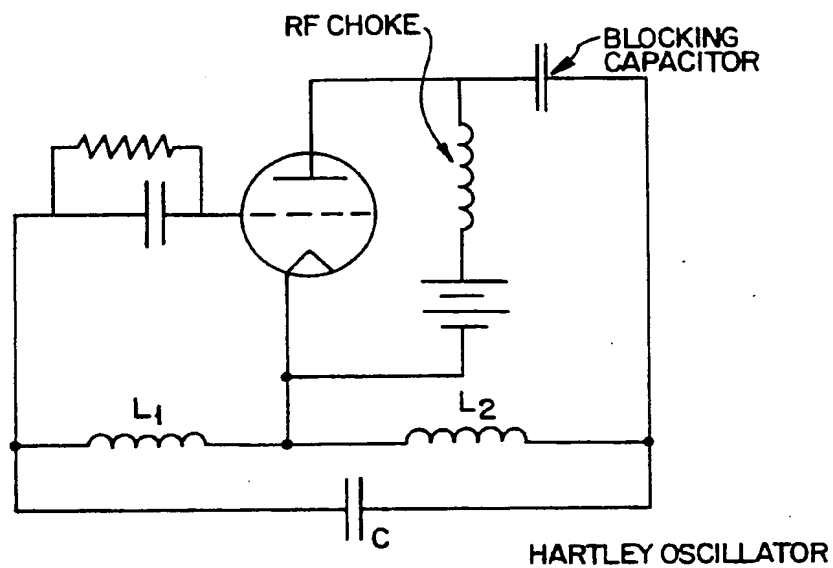 RF CHOKE
BLOCKING
CAPACITOR
L1
L2
C
HARTLEY OSCILLATOR